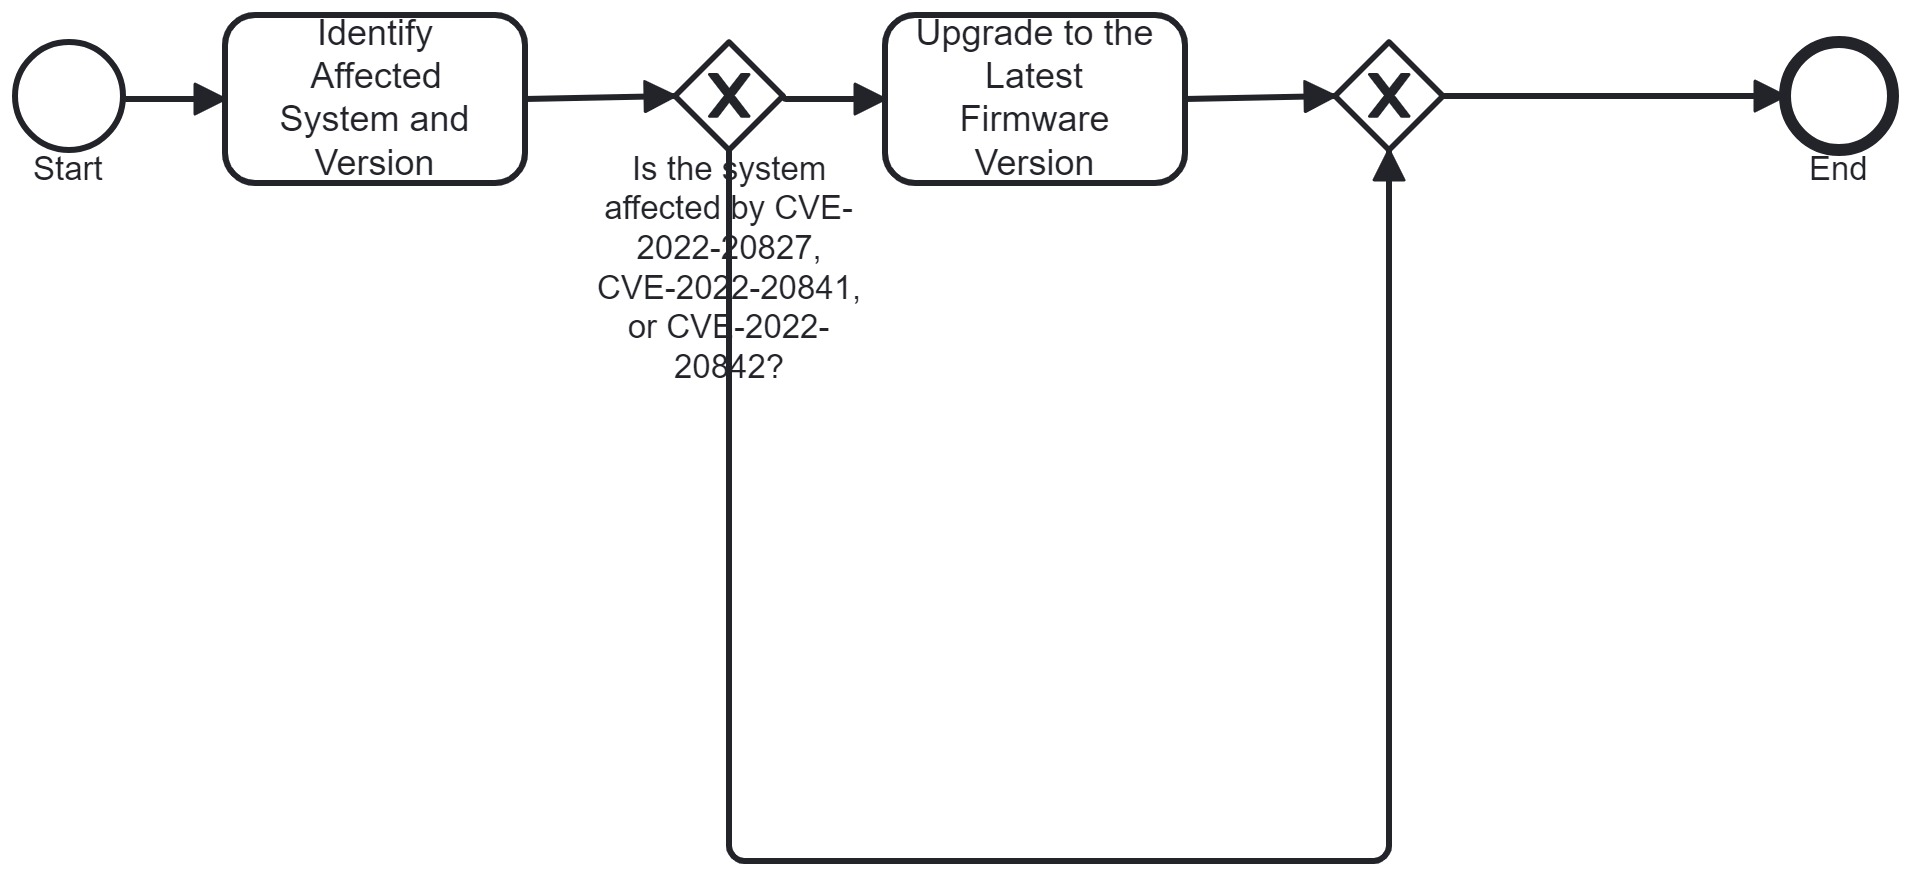 Start
Identify
Affected
System and
Version
X
Is the system
affected by CVE-
2022-20827,
CVE-2022-20841,
or CVE-2022-
20842?
Upgrade to the
Latest
Firmware
Version
X
End